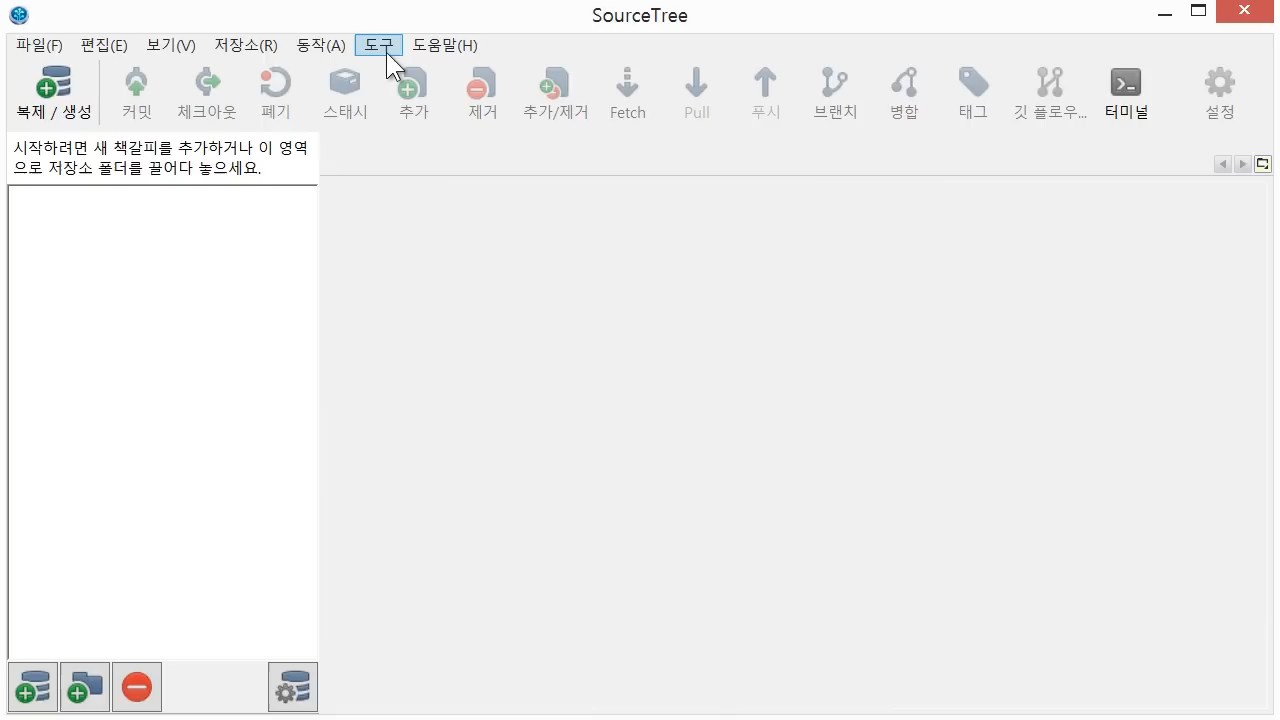 SourceTree
파일(F) 편집(E) 보기(V) 저장소(R) 동작(A) 도구 도움말(H)
복제 / 생성 커밋 체크아웃 폐기 스태시 추가 제거 추가/제거 Fetch Pull 푸시 브랜치 병합 태그 깃 플로우... 터미널 설정
시작하려면 새 책갈피를 추가하거나 이 영역
으로 저장소 폴더를 끌어다 놓으세요.